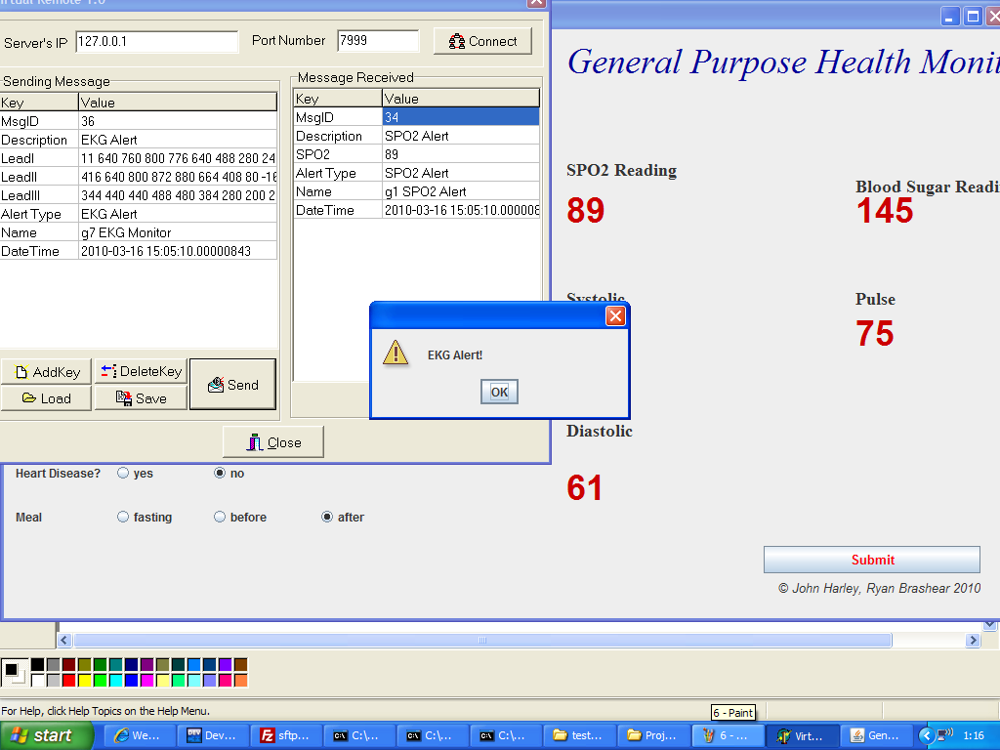 Virtual Remote 1.0
Server's IP 127.0.0.1 Port Number 7999 Connect
Sending Message
Key Value
MsgID 36
Description EKG Alert
LeadI 11 640 760 800 776 640 488 280 24
LeadII 416 640 800 872 880 664 408 80 -16
LeadIII 344 440 440 488 480 384 280 200 2
Alert Type EKG Alert
Name g7 EKG Monitor
DateTime 2010-03-16 15:05:10.00000843
AddKey DeleteKey Send
Load Save
Close
Message Received
Key Value
MsgID 34
Description SPO2 Alert
SPO2 89
Alert Type SPO2 Alert
Name g1 SPO2 Alert
DateTime 2010-03-16 15:05:10.000008
EKG Alert!
OK
General Purpose Health Monit
SPO2 Reading
89
Blood Sugar Readi
145
Systolic
Pulse
75
Diastolic
61
Heart Disease? yes no
Meal fasting before after
Submit
© John Harley, Ryan Brashear 2010
For Help, click Help Topics on the Help Menu.
6 - Paint
start We... Dev... sftp... C:\... C:\... C:\... test... Proj... 6 - ... Virt... Gen... 1:16